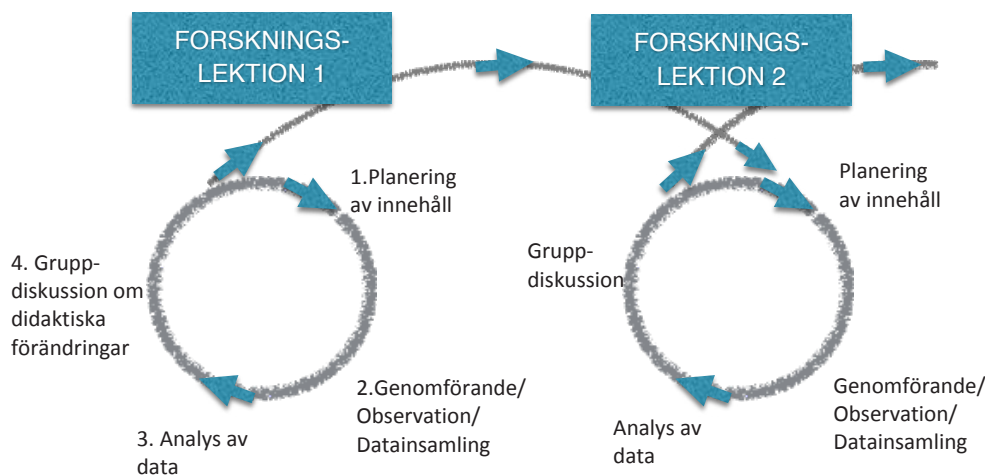 FORSKNINGS-
LEKTION 1
FORSKNINGS-
LEKTION 2
1.Planering
av innehåll
2.Genomförande/
Observation/
Datainsamling
3. Analys av
data
4. Grupp-
diskussion om
didaktiska
förändringar
Planering
av innehåll
Genomförande/
Observation/
Datainsamling
Analys av
data
Grupp-
diskussion